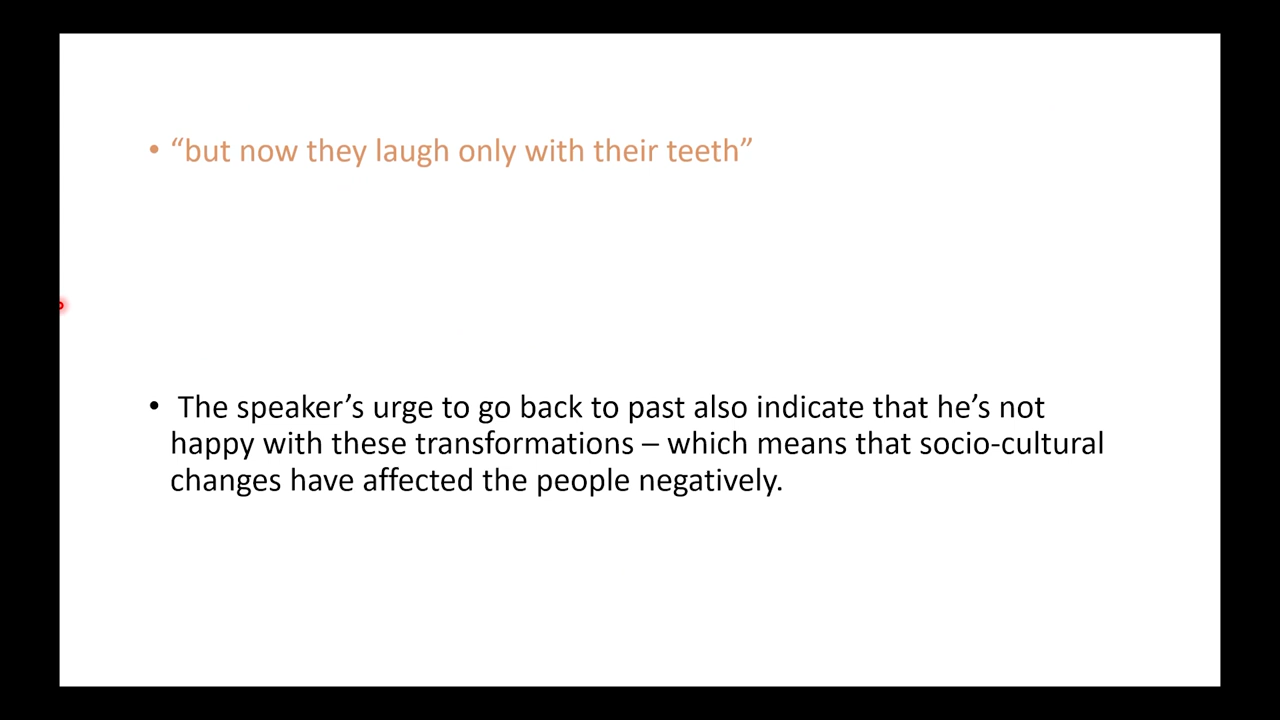 • “but now they laugh only with their teeth”
• The speaker’s urge to go back to past also indicate that he’s not
happy with these transformations – which means that socio-cultural
changes have affected the people negatively.